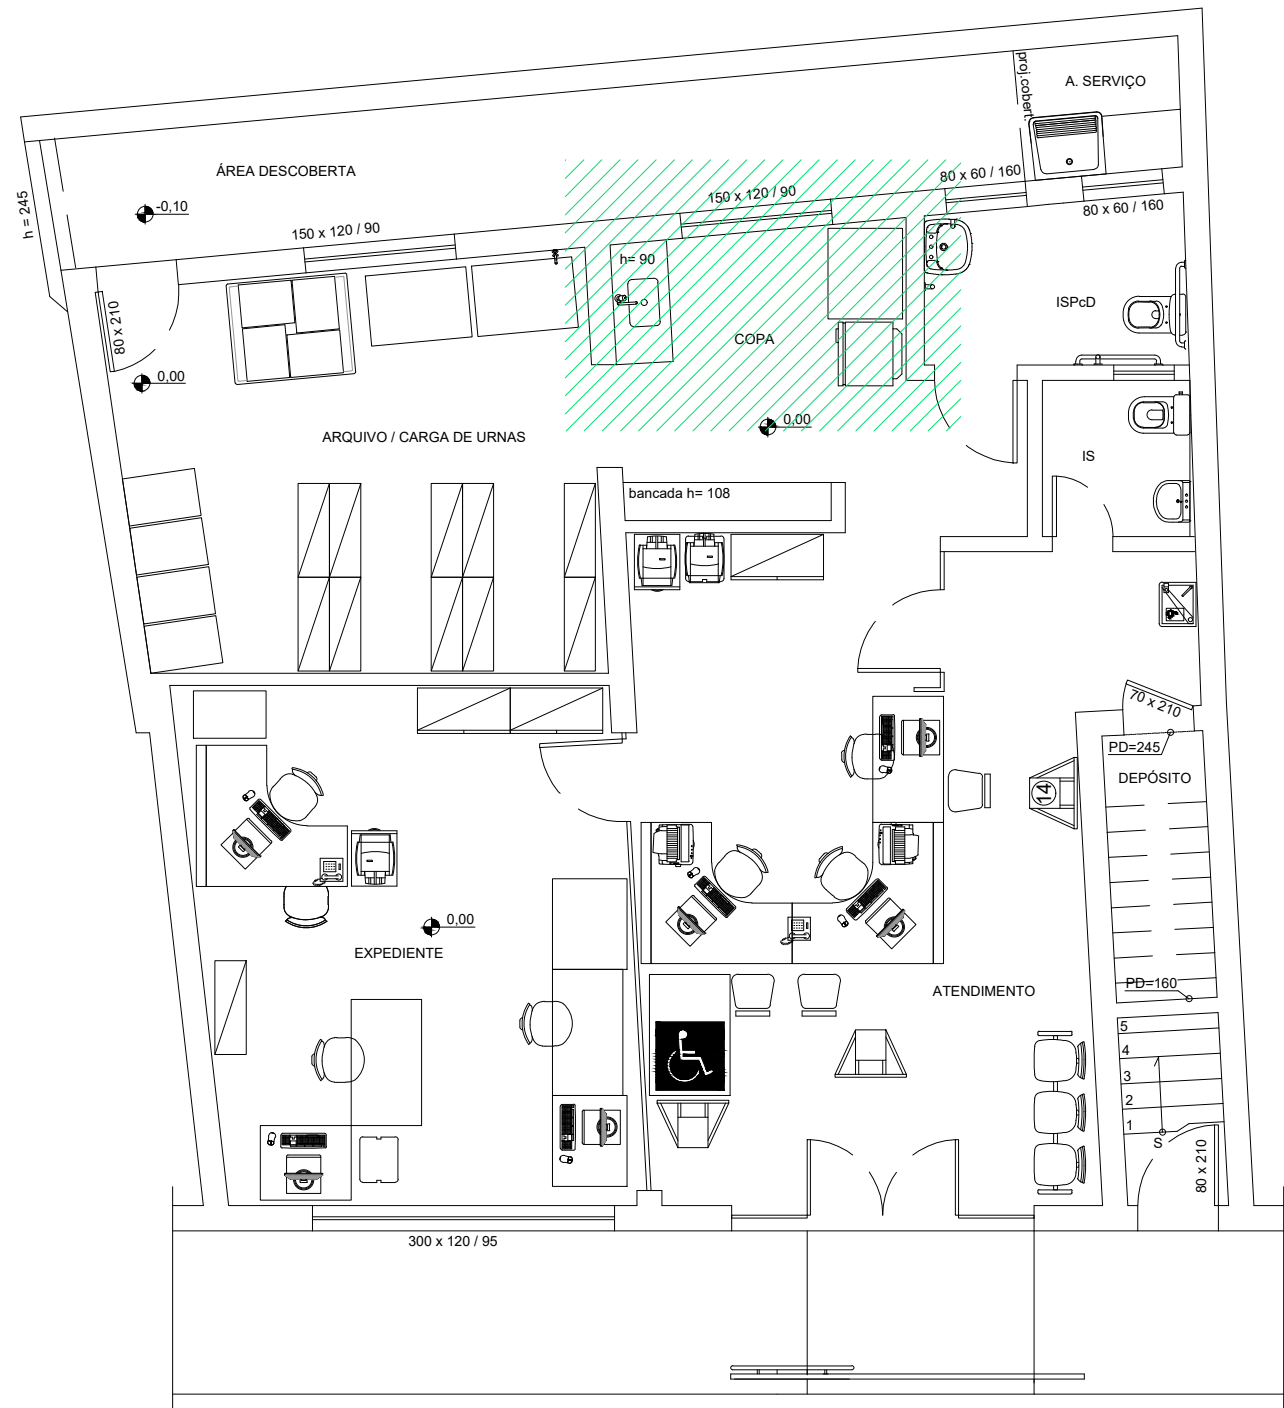 A. SERVIÇO
proj.cobert.
ÁREA DESCOBERTA
80 x 60 / 160
150 x 120 / 90
-0,10
h = 245
150 x 120 / 90
80 x 60 / 160
h= 90
ISPcD
80 x 210
COPA
0,00
0,00
ARQUIVO / CARGA DE URNAS
IS
bancada h= 108
70 x 210
PD=245
DEPÓSITO
14
0,00
EXPEDIENTE
PD=160
ATENDIMENTO
5
4
3
2
1
S
80 x 210
300 x 120 / 95